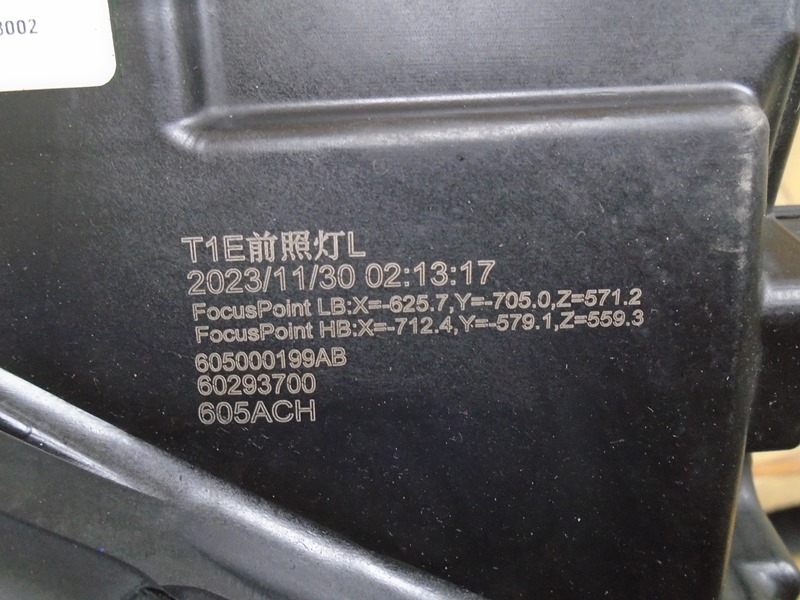 3002
T1E前照灯L
2023/11/30 02:13:17
FocusPoint LB:X=-625.7,Y=-705.0,Z=571.2
FocusPoint HB:X=-712.4,Y=-579.1,Z=559.3
605000199AB
60293700
605ACH